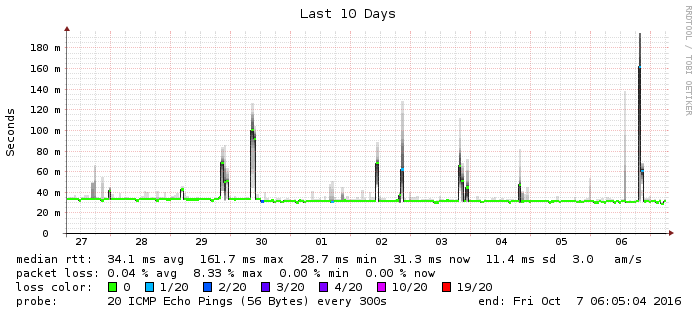 Last 10 Days
RRDTOOL / TOBI OETIKER
Seconds
180 m
160 m
140 m
120 m
100 m
80 m
60 m
40 m
20 m
0
27 28 29 30 01 02 03 04 05 06
median rtt: 34.1 ms avg 161.7 ms max 28.7 ms min 31.3 ms now 11.4 ms sd 3.0 am/s
packet loss: 0.04 % avg 8.33 % max 0.00 % min 0.00 % now
loss color: 0 1/20 2/20 3/20 4/20 10/20 19/20
probe: 20 ICMP Echo Pings (56 Bytes) every 300s end: Fri Oct 7 06:05:04 2016